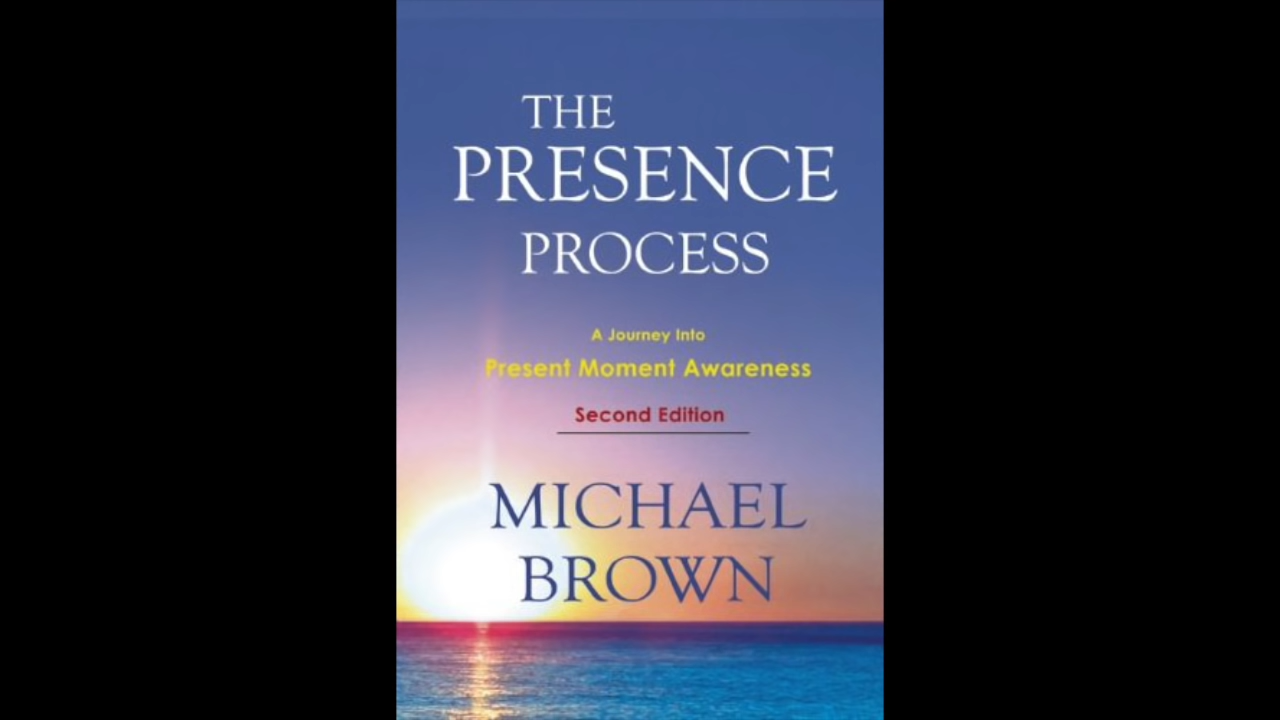 THE
PRESENCE
PROCESS
A Journey Into
Present Moment Awareness
Second Edition
MICHAEL
BROWN